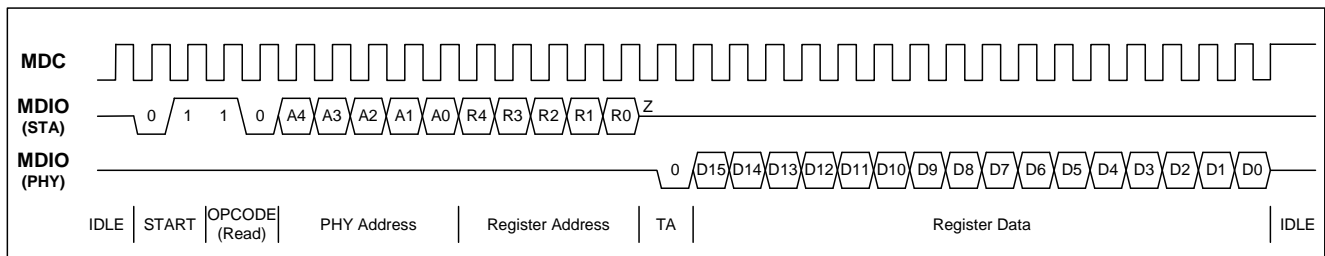 MDC
MDIO
(STA)
0 1 1 0 A4 A3 A2 A1 A0 R4 R3 R2 R1 R0 Z
MDIO
(PHY)
0 D15 D14 D13 D12 D11 D10 D9 D8 D7 D6 D5 D4 D3 D2 D1 D0
IDLE START OPCODE (Read) PHY Address Register Address TA Register Data IDLE